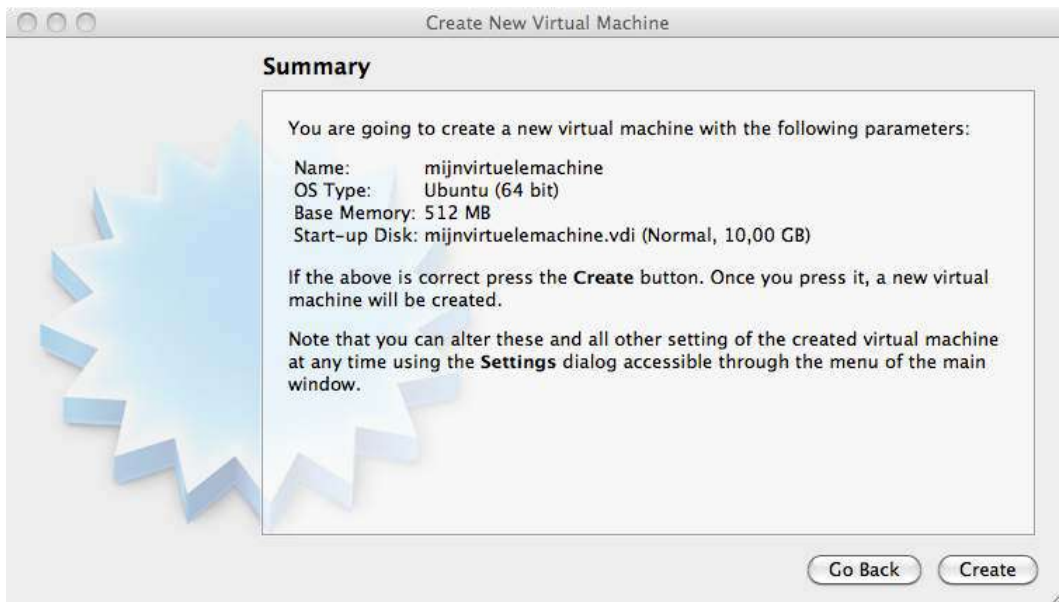 Create New Virtual Machine
Summary
You are going to create a new virtual machine with the following parameters:
Name: mijnvirtuelemachine
OS Type: Ubuntu (64 bit)
Base Memory: 512 MB
Start-up Disk: mijnvirtuelemachine.vdi (Normal, 10,00 GB)
If the above is correct press the Create button. Once you press it, a new virtual
machine will be created.
Note that you can alter these and all other setting of the created virtual machine
at any time using the Settings dialog accessible through the menu of the main
window.
Go Back Create